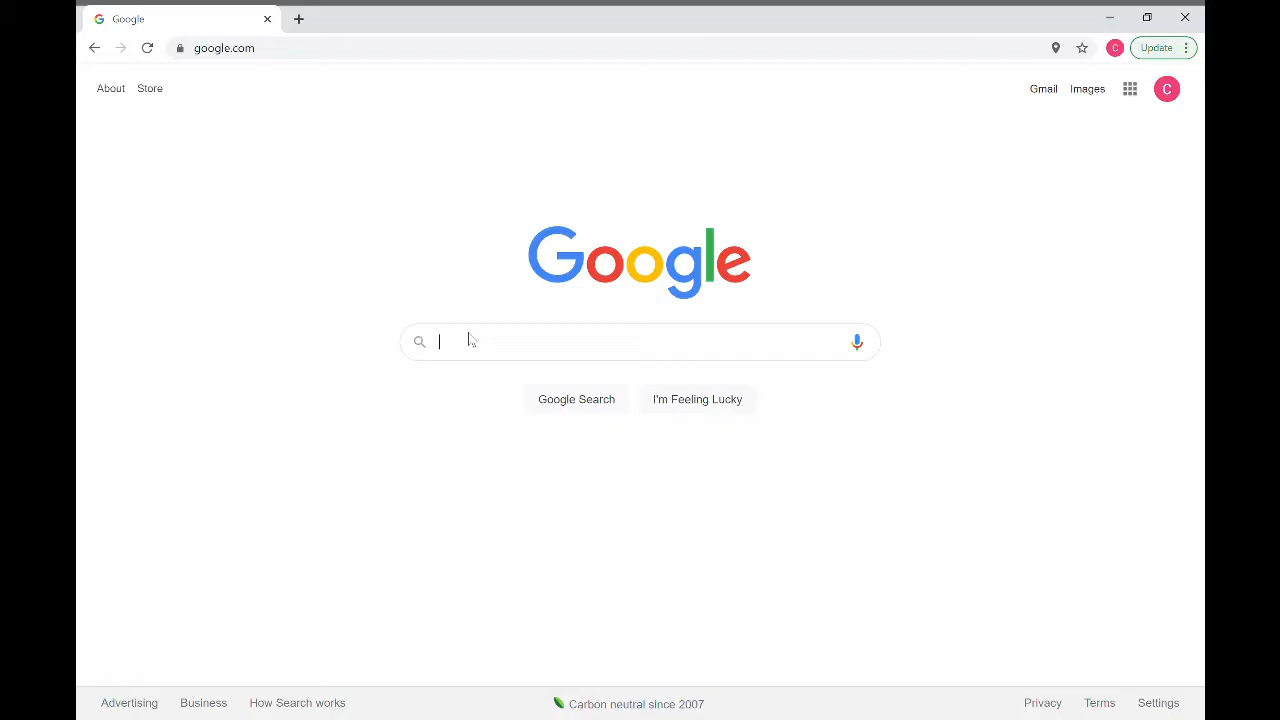 Google
google.com
C
Update
About Store
Gmail Images
C
Google
Google Search I'm Feeling Lucky
Advertising Business How Search works
Carbon neutral since 2007
Privacy Terms Settings